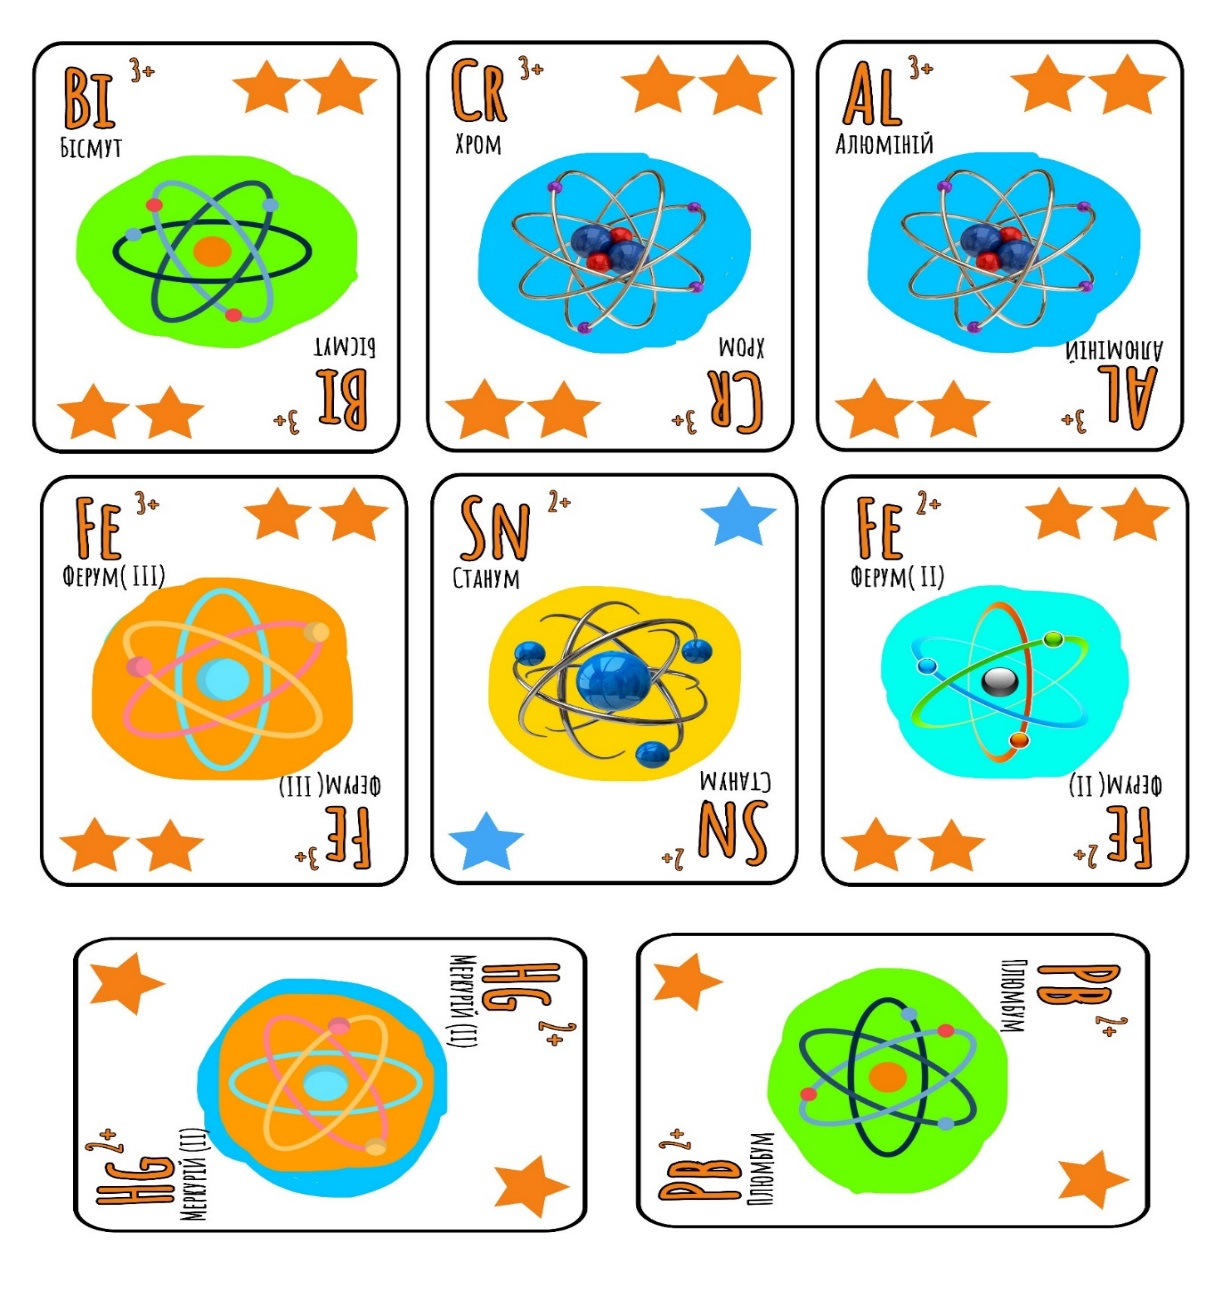 Bi 3+
Бісмут
Бісмут
Bi 3+
Cr 3+
Хром
Хром
Cr 3+
Al 3+
Алюміній
Алюміній
Al 3+
Fe 3+
Ферум( III)
Ферум( III)
Fe 3+
Sn 2+
Станум
Станум
Sn 2+
Fe 2+
Ферум( II)
Ферум( II)
Fe 2+
Hg 2+
Меркурій (II)
Hg 2+
Меркурій (II)
Pb 2+
Плюмбум
Pb 2+
Плюмбум